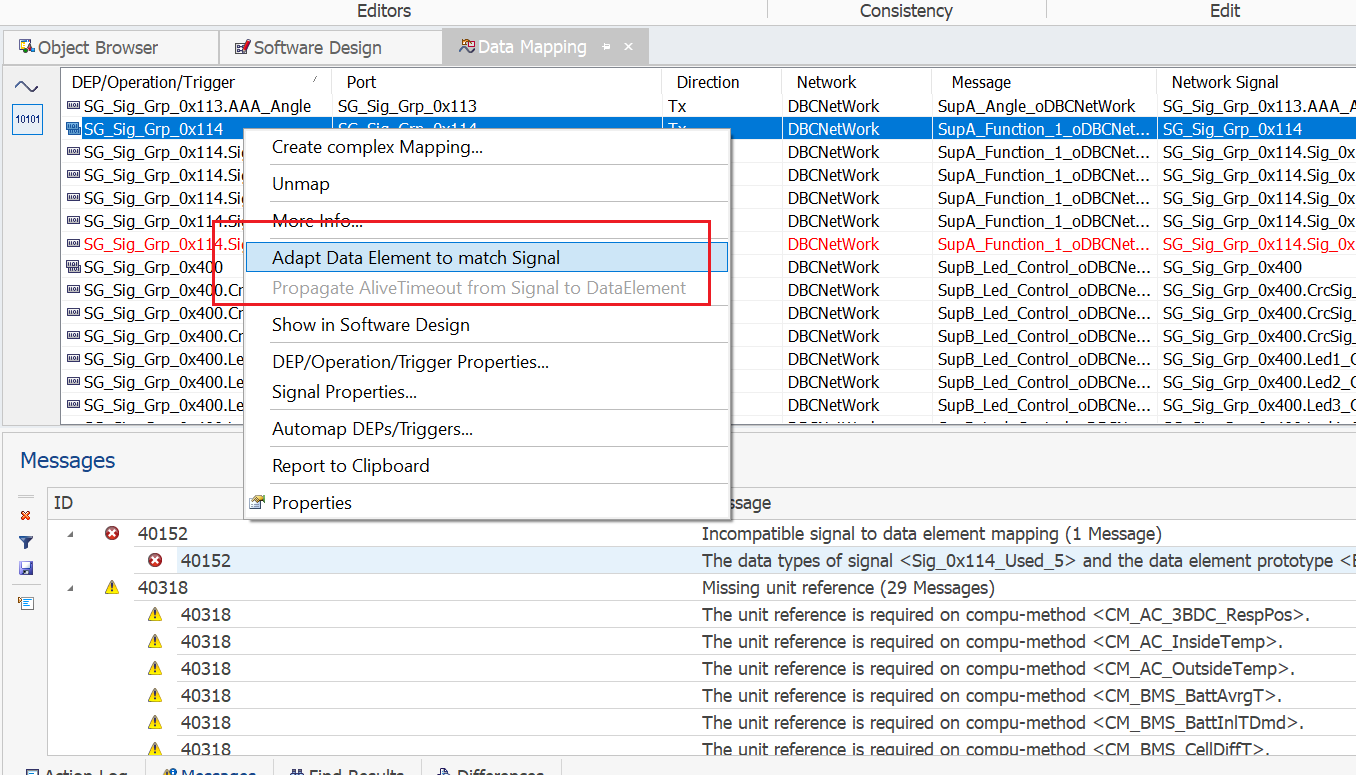 Editors Consistency Edit
Object Browser Software Design Data Mapping
DEP/Operation/Trigger Port Direction Network Message Network Signal
SG_Sig_Grp_0x113.AAA_Angle SG_Sig_Grp_0x113 Tx DBCNetWork SupA_Angle_oDBCNetWork SG_Sig_Grp_0x113.AAA_A
SG_Sig_Grp_0x114 SG_Sig_Grp_0x114 Tx DBCNetWork SupA_Function_1_oDBCNet... SG_Sig_Grp_0x114
SG_Sig_Grp_0x114.Sig DBCNetWork SupA_Function_1_oDBCNet... SG_Sig_Grp_0x114.Sig_0x
SG_Sig_Grp_0x114.Sig DBCNetWork SupA_Function_1_oDBCNet... SG_Sig_Grp_0x114.Sig_0x
SG_Sig_Grp_0x114.Sig DBCNetWork SupA_Function_1_oDBCNet... SG_Sig_Grp_0x114.Sig_0x
SG_Sig_Grp_0x114.Sig DBCNetWork SupA_Function_1_oDBCNet... SG_Sig_Grp_0x114.Sig_0x
SG_Sig_Grp_0x114.Si DBCNetWork SupA_Function_1_oDBCNet... SG_Sig_Grp_0x114.Sig_0x
SG_Sig_Grp_0x400 DBCNetWork SupB_Led_Control_oDBCNe... SG_Sig_Grp_0x400
SG_Sig_Grp_0x400.Cr DBCNetWork SupB_Led_Control_oDBCNe... SG_Sig_Grp_0x400.CrcSig_
SG_Sig_Grp_0x400.Cr DBCNetWork SupB_Led_Control_oDBCNe... SG_Sig_Grp_0x400.CrcSig_
SG_Sig_Grp_0x400.Cr DBCNetWork SupB_Led_Control_oDBCNe... SG_Sig_Grp_0x400.CrcSig_
SG_Sig_Grp_0x400.Le DBCNetWork SupB_Led_Control_oDBCNe... SG_Sig_Grp_0x400.Led1_C
SG_Sig_Grp_0x400.Le DBCNetWork SupB_Led_Control_oDBCNe... SG_Sig_Grp_0x400.Led2_C
SG_Sig_Grp_0x400.Le DBCNetWork SupB_Led_Control_oDBCNe... SG_Sig_Grp_0x400.Led3_C
10101
Create complex Mapping...
Unmap
More Info...
Adapt Data Element to match Signal
Propagate AliveTimeout from Signal to DataElement
Show in Software Design
DEP/Operation/Trigger Properties...
Signal Properties...
Automap DEPs/Triggers...
Report to Clipboard
Properties
Messages
ID ssage
40152 Incompatible signal to data element mapping (1 Message)
40152 The data types of signal <Sig_0x114_Used_5> and the data element prototype <E
40318 Missing unit reference (29 Messages)
40318 The unit reference is required on compu-method <CM_AC_3BDC_RespPos>.
40318 The unit reference is required on compu-method <CM_AC_InsideTemp>.
40318 The unit reference is required on compu-method <CM_AC_OutsideTemp>.
40318 The unit reference is required on compu-method <CM_BMS_BattAvrgT>.
40318 The unit reference is required on compu-method <CM_BMS_BattInlTDmd>.
40318 The unit reference is required on compu-method <CM_BMS_CellDiffT>.
Action Log Messages Find Results Differences